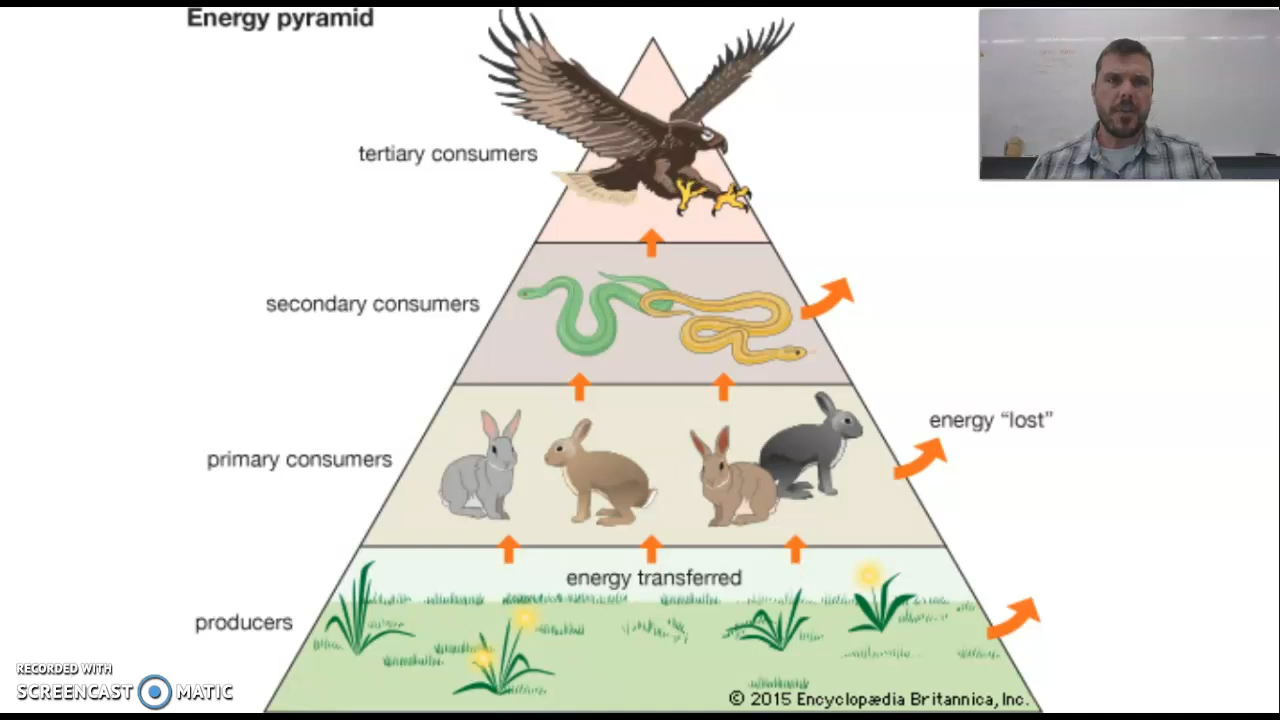 Energy pyramid
tertiary consumers
secondary consumers
energy “lost”
primary consumers
energy transferred
producers
RECORDED WITH
SCREENCAST MATIC
© 2015 Encyclopædia Britannica, Inc.